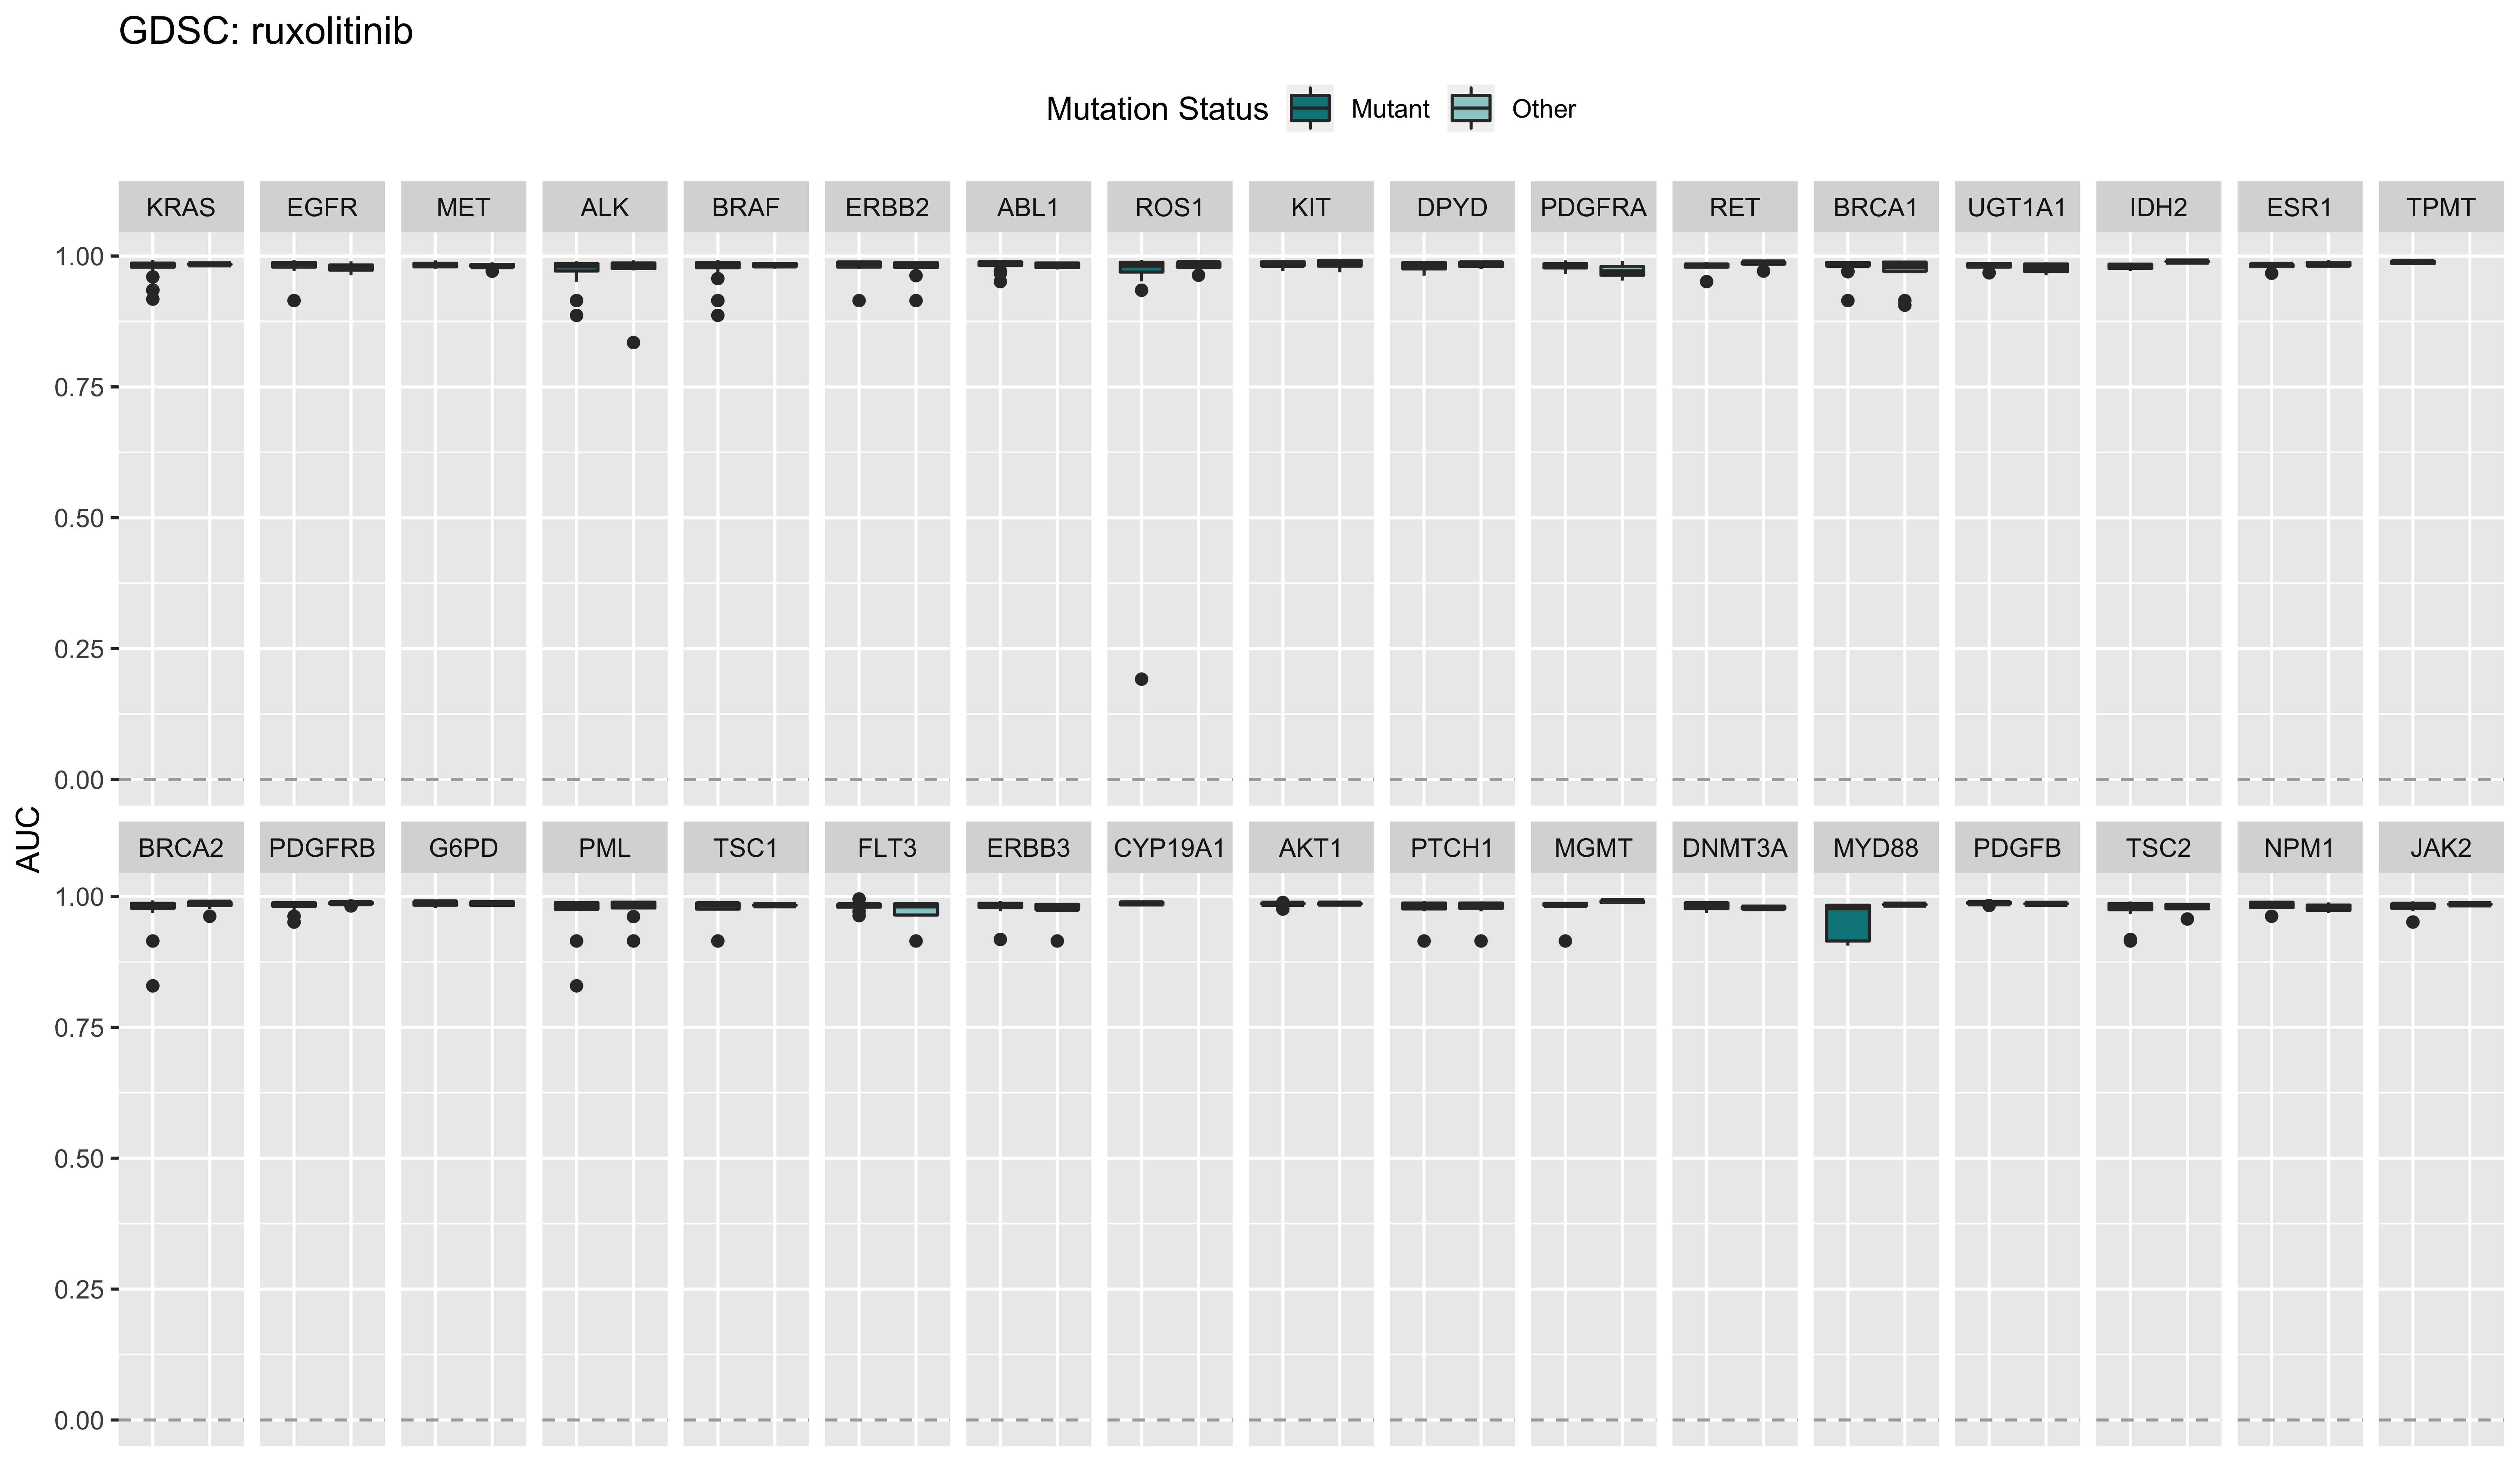 GDSC: ruxolitinib
Mutation Status Mutant Other
KRAS EGFR MET ALK BRAF ERBB2 ABL1 ROS1 KIT DPYD PDGFRA RET BRCA1 UGT1A1 IDH2 ESR1 TPMT
1.00
0.75
0.50
0.25
0.00
AUC
BRCA2 PDGFRB G6PD PML TSC1 FLT3 ERBB3 CYP19A1 AKT1 PTCH1 MGMT DNMT3A MYD88 PDGFB TSC2 NPM1 JAK2
1.00
0.75
0.50
0.25
0.00